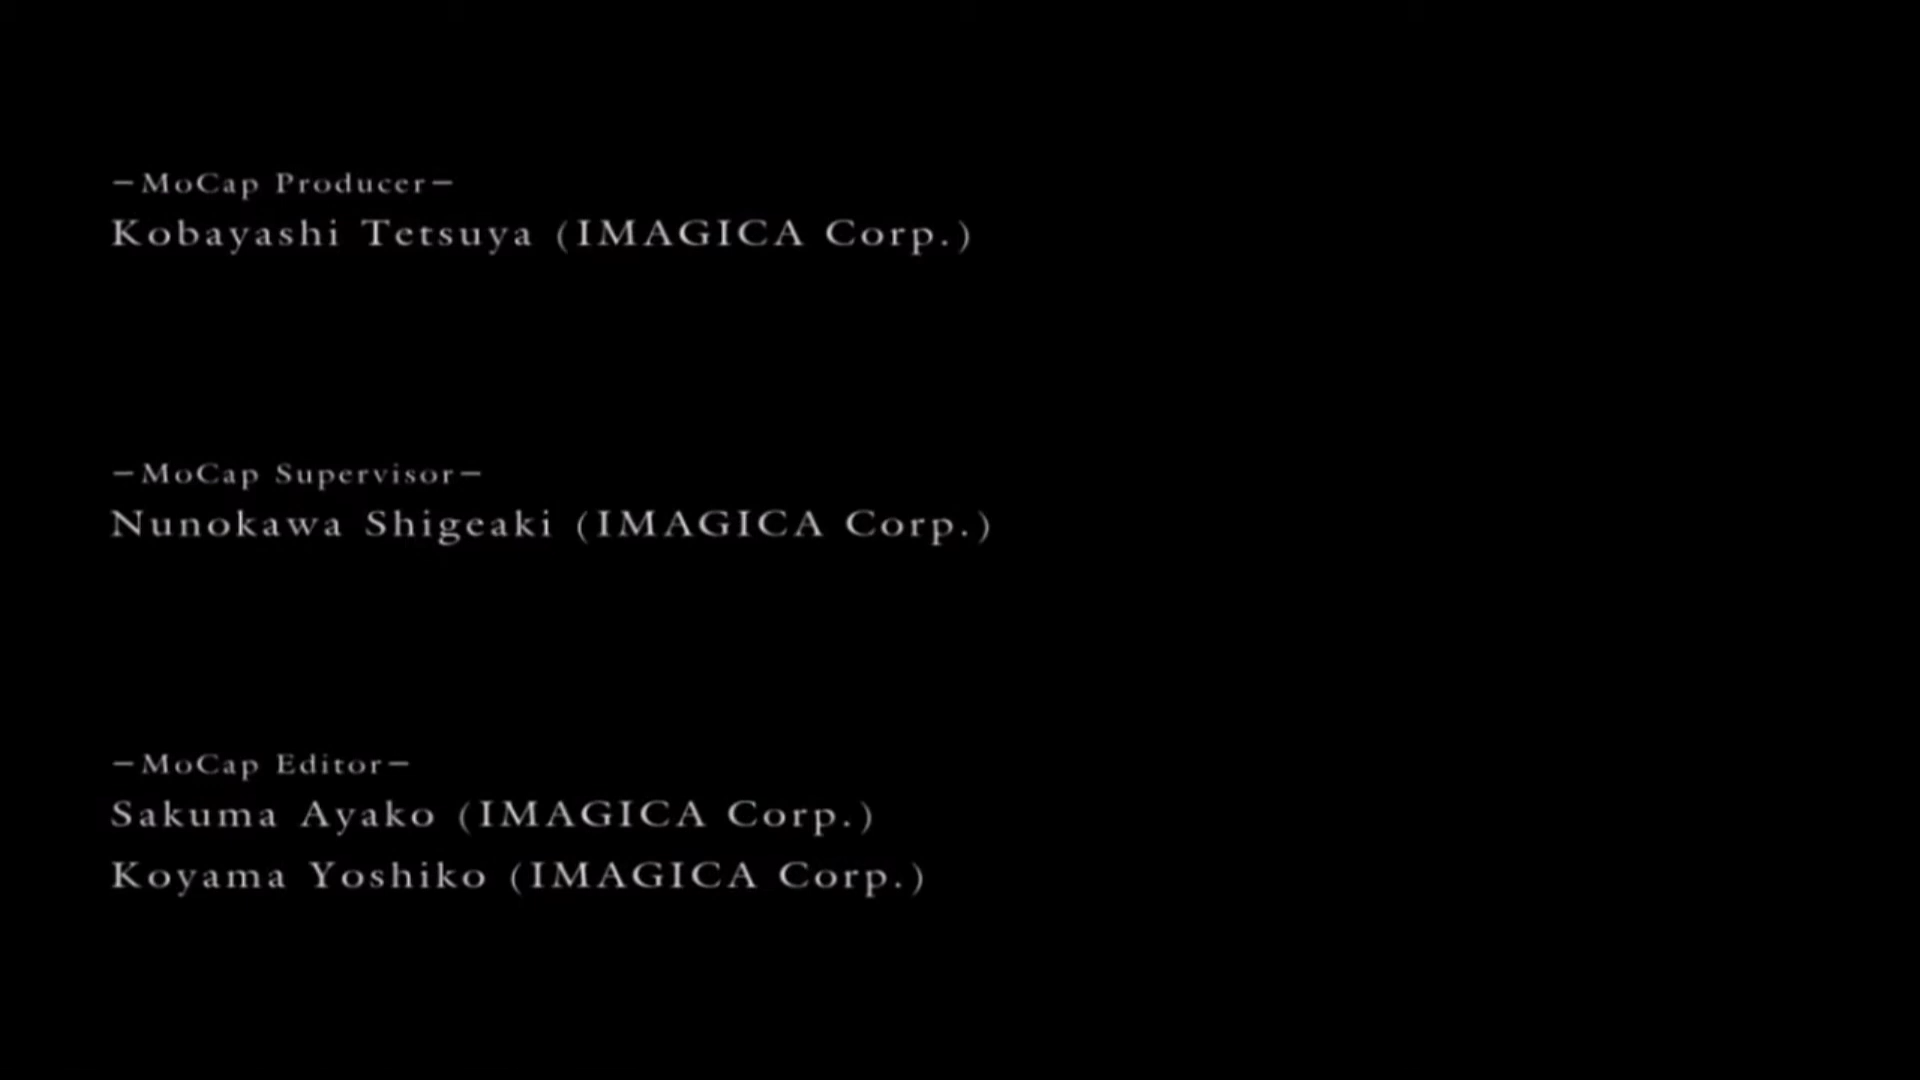 −MoCap Producer−
Kobayashi Tetsuya (IMAGICA Corp.)
−MoCap Supervisor−
Nunokawa Shigeaki (IMAGICA Corp.)
−MoCap Editor−
Sakuma Ayako (IMAGICA Corp.)
Koyama Yoshiko (IMAGICA Corp.)